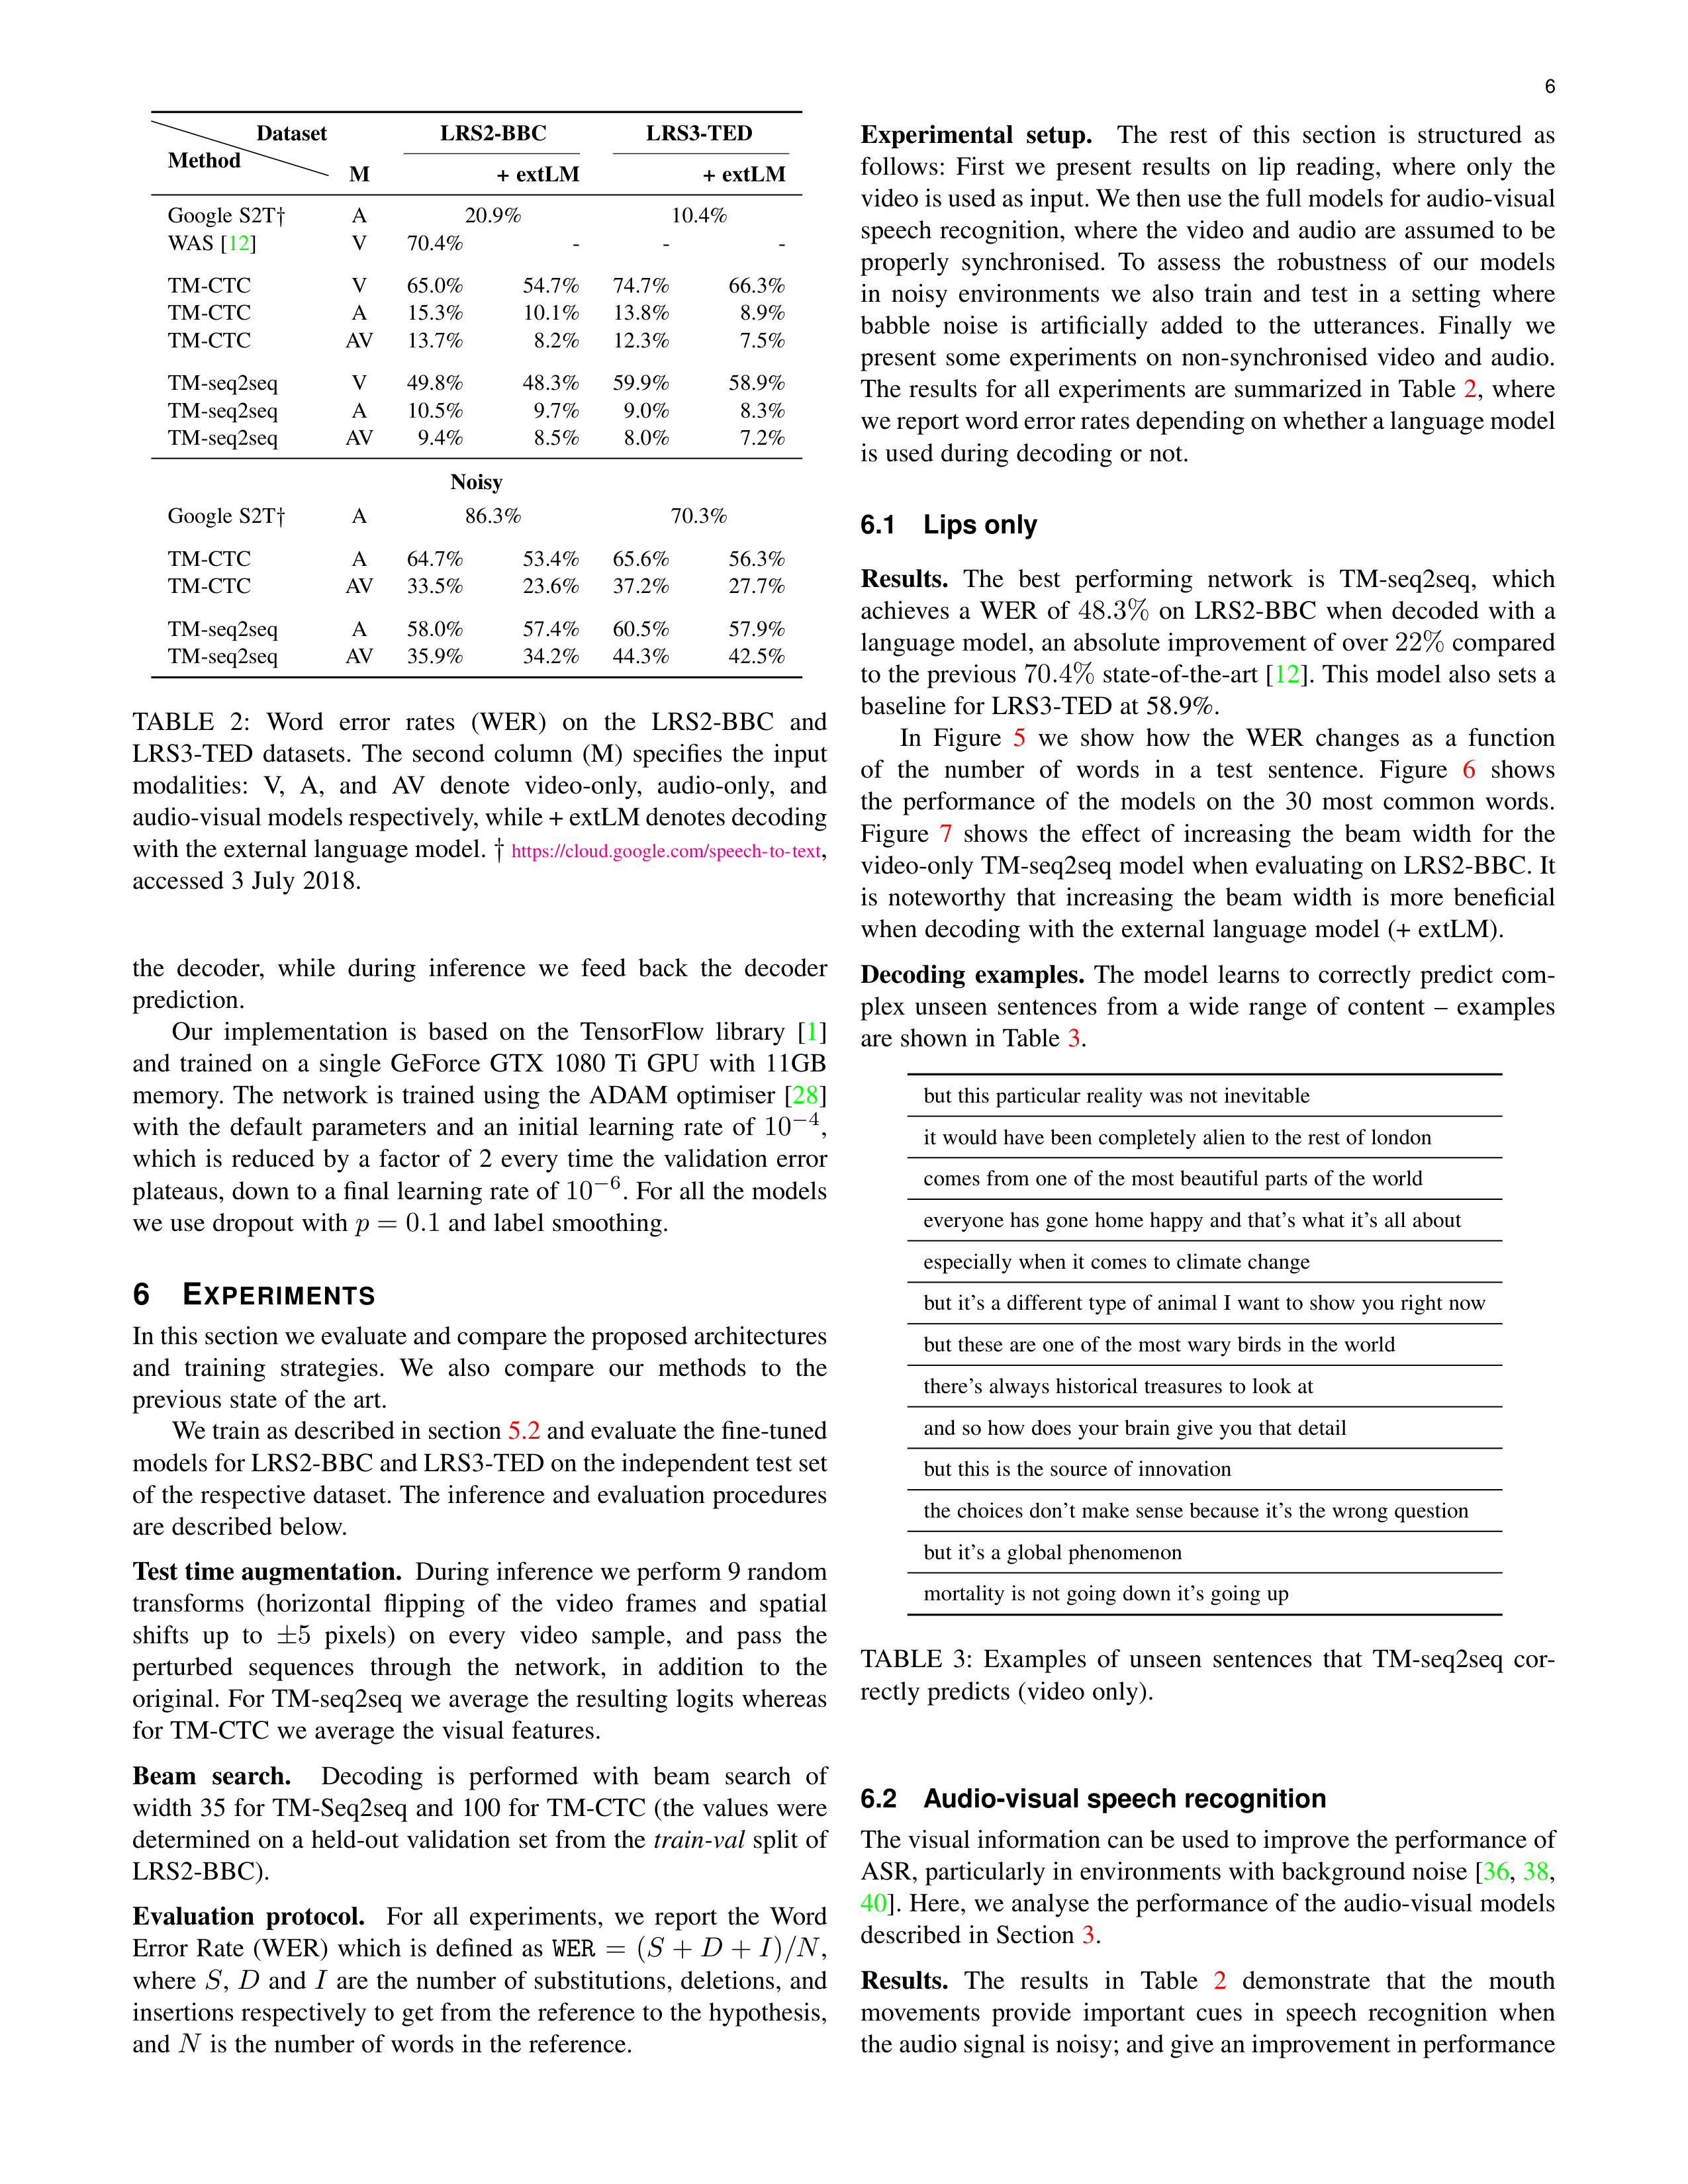 6
Dataset LRS2-BBC LRS3-TED
Method
M + extLM + extLM
Google S2T† A 20.9% 10.4%
WAS [12] V 70.4% - - -
TM-CTC V 65.0% 54.7% 74.7% 66.3%
TM-CTC A 15.3% 10.1% 13.8% 8.9%
TM-CTC AV 13.7% 8.2% 12.3% 7.5%
TM-seq2seq V 49.8% 48.3% 59.9% 58.9%
TM-seq2seq A 10.5% 9.7% 9.0% 8.3%
TM-seq2seq AV 9.4% 8.5% 8.0% 7.2%
Noisy
Google S2T† A 86.3% 70.3%
TM-CTC A 64.7% 53.4% 65.6% 56.3%
TM-CTC AV 33.5% 23.6% 37.2% 27.7%
TM-seq2seq A 58.0% 57.4% 60.5% 57.9%
TM-seq2seq AV 35.9% 34.2% 44.3% 42.5%
TABLE 2: Word error rates (WER) on the LRS2-BBC and
LRS3-TED datasets. The second column (M) specifies the input
modalities: V, A, and AV denote video-only, audio-only, and
audio-visual models respectively, while + extLM denotes decoding
with the external language model. † https://cloud.google.com/speech-to-text,
accessed 3 July 2018.
the decoder, while during inference we feed back the decoder
prediction.
Our implementation is based on the TensorFlow library [1]
and trained on a single GeForce GTX 1080 Ti GPU with 11GB
memory. The network is trained using the ADAM optimiser [28]
with the default parameters and an initial learning rate of 10⁻⁴,
which is reduced by a factor of 2 every time the validation error
plateaus, down to a final learning rate of 10⁻⁶. For all the models
we use dropout with p = 0.1 and label smoothing.
6 EXPERIMENTS
In this section we evaluate and compare the proposed architectures
and training strategies. We also compare our methods to the
previous state of the art.
We train as described in section 5.2 and evaluate the fine-tuned
models for LRS2-BBC and LRS3-TED on the independent test set
of the respective dataset. The inference and evaluation procedures
are described below.
Test time augmentation. During inference we perform 9 random
transforms (horizontal flipping of the video frames and spatial
shifts up to ±5 pixels) on every video sample, and pass the
perturbed sequences through the network, in addition to the
original. For TM-seq2seq we average the resulting logits whereas
for TM-CTC we average the visual features.
Beam search. Decoding is performed with beam search of
width 35 for TM-Seq2seq and 100 for TM-CTC (the values were
determined on a held-out validation set from the train-val split of
LRS2-BBC).
Evaluation protocol. For all experiments, we report the Word
Error Rate (WER) which is defined as WER = (S + D + I)/N,
where S, D and I are the number of substitutions, deletions, and
insertions respectively to get from the reference to the hypothesis,
and N is the number of words in the reference.
Experimental setup. The rest of this section is structured as
follows: First we present results on lip reading, where only the
video is used as input. We then use the full models for audio-visual
speech recognition, where the video and audio are assumed to be
properly synchronised. To assess the robustness of our models
in noisy environments we also train and test in a setting where
babble noise is artificially added to the utterances. Finally we
present some experiments on non-synchronised video and audio.
The results for all experiments are summarized in Table 2, where
we report word error rates depending on whether a language model
is used during decoding or not.
6.1 Lips only
Results. The best performing network is TM-seq2seq, which
achieves a WER of 48.3% on LRS2-BBC when decoded with a
language model, an absolute improvement of over 22% compared
to the previous 70.4% state-of-the-art [12]. This model also sets a
baseline for LRS3-TED at 58.9%.
In Figure 5 we show how the WER changes as a function
of the number of words in a test sentence. Figure 6 shows
the performance of the models on the 30 most common words.
Figure 7 shows the effect of increasing the beam width for the
video-only TM-seq2seq model when evaluating on LRS2-BBC. It
is noteworthy that increasing the beam width is more beneficial
when decoding with the external language model (+ extLM).
Decoding examples. The model learns to correctly predict com-
plex unseen sentences from a wide range of content – examples
are shown in Table 3.
but this particular reality was not inevitable
it would have been completely alien to the rest of london
comes from one of the most beautiful parts of the world
everyone has gone home happy and that's what it's all about
especially when it comes to climate change
but it's a different type of animal I want to show you right now
but these are one of the most wary birds in the world
there's always historical treasures to look at
and so how does your brain give you that detail
but this is the source of innovation
the choices don't make sense because it's the wrong question
but it's a global phenomenon
mortality is not going down it's going up
TABLE 3: Examples of unseen sentences that TM-seq2seq cor-
rectly predicts (video only).
6.2 Audio-visual speech recognition
The visual information can be used to improve the performance of
ASR, particularly in environments with background noise [36, 38,
40]. Here, we analyse the performance of the audio-visual models
described in Section 3.
Results. The results in Table 2 demonstrate that the mouth
movements provide important cues in speech recognition when
the audio signal is noisy; and give an improvement in performance